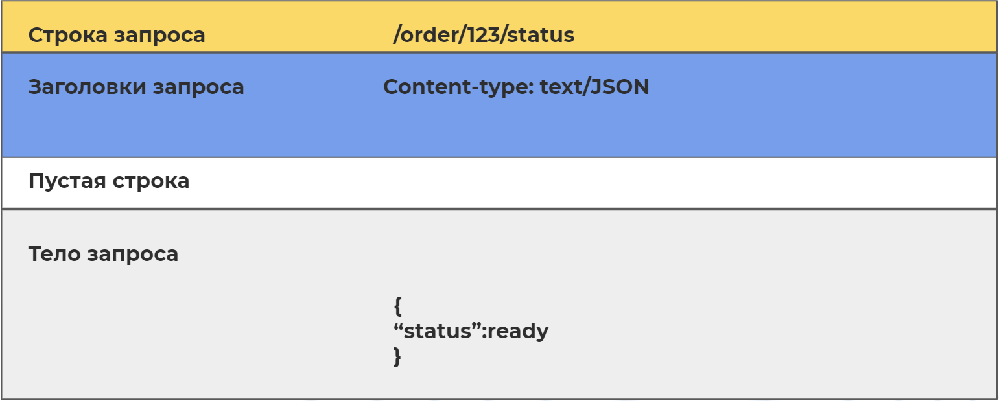 Строка запроса /order/123/status
Заголовки запроса Content-type: text/JSON
Пустая строка
Тело запроса
{
“status”:ready
}